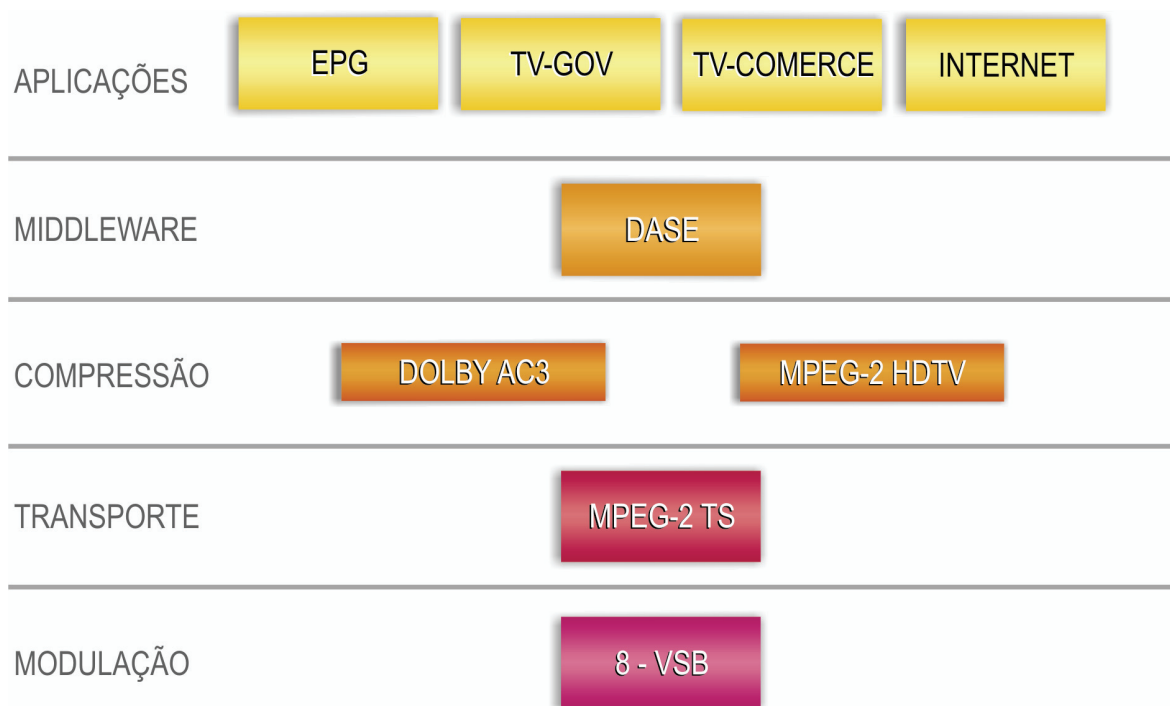 APLICAÇÕES
EPG
TV-GOV
TV-COMERCE
INTERNET
MIDDLEWARE
DASE
COMPRESSÃO
DOLBY AC3
MPEG-2 HDTV
TRANSPORTE
MPEG-2 TS
MODULAÇÃO
8 - VSB